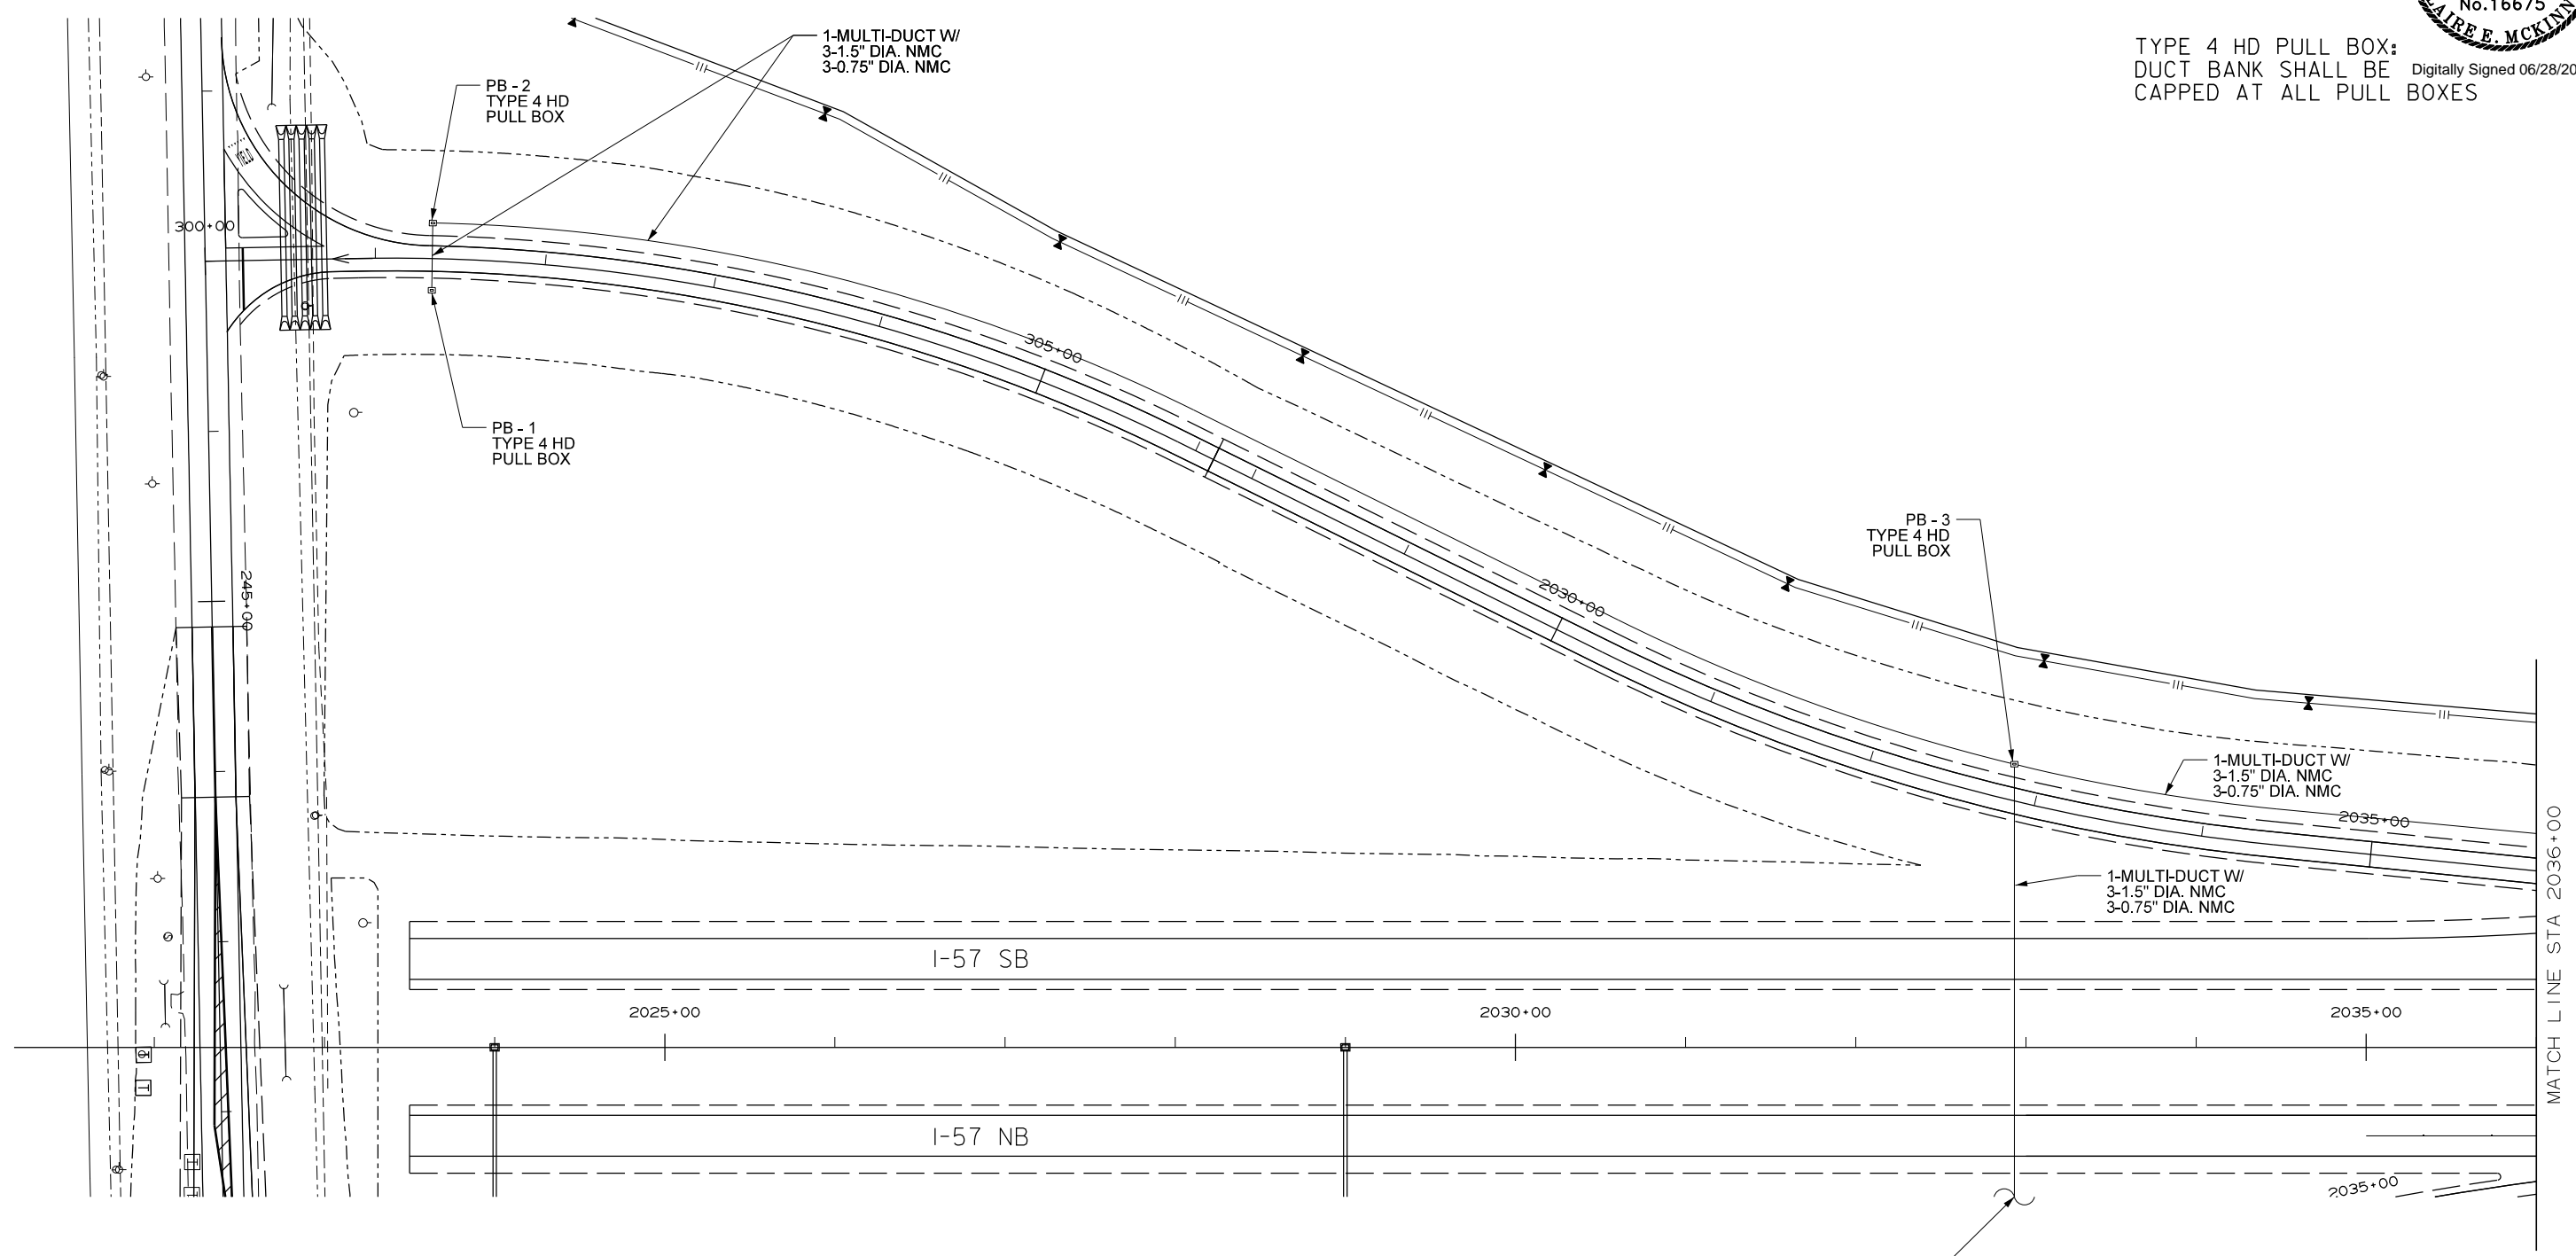 No.16675
AIRE E. MCKINN
TYPE 4 HD PULL BOX:
DUCT BANK SHALL BE
CAPPED AT ALL PULL BOXES
Digitally Signed 06/28/20
1-MULTI-DUCT W/
3-1.5" DIA. NMC
3-0.75" DIA. NMC
PB - 2
TYPE 4 HD
PULL BOX
YIELD
300+00
305+00
PB - 1
TYPE 4 HD
PULL BOX
PB - 3
TYPE 4 HD
PULL BOX
245+00
2030+00
1-MULTI-DUCT W/
3-1.5" DIA. NMC
3-0.75" DIA. NMC
2035+00
1-MULTI-DUCT W/
3-1.5" DIA. NMC
3-0.75" DIA. NMC
MATCH LINE STA 2036+00
I-57 SB
2025+00
2030+00
2035+00
T
I-57 NB
2035+00